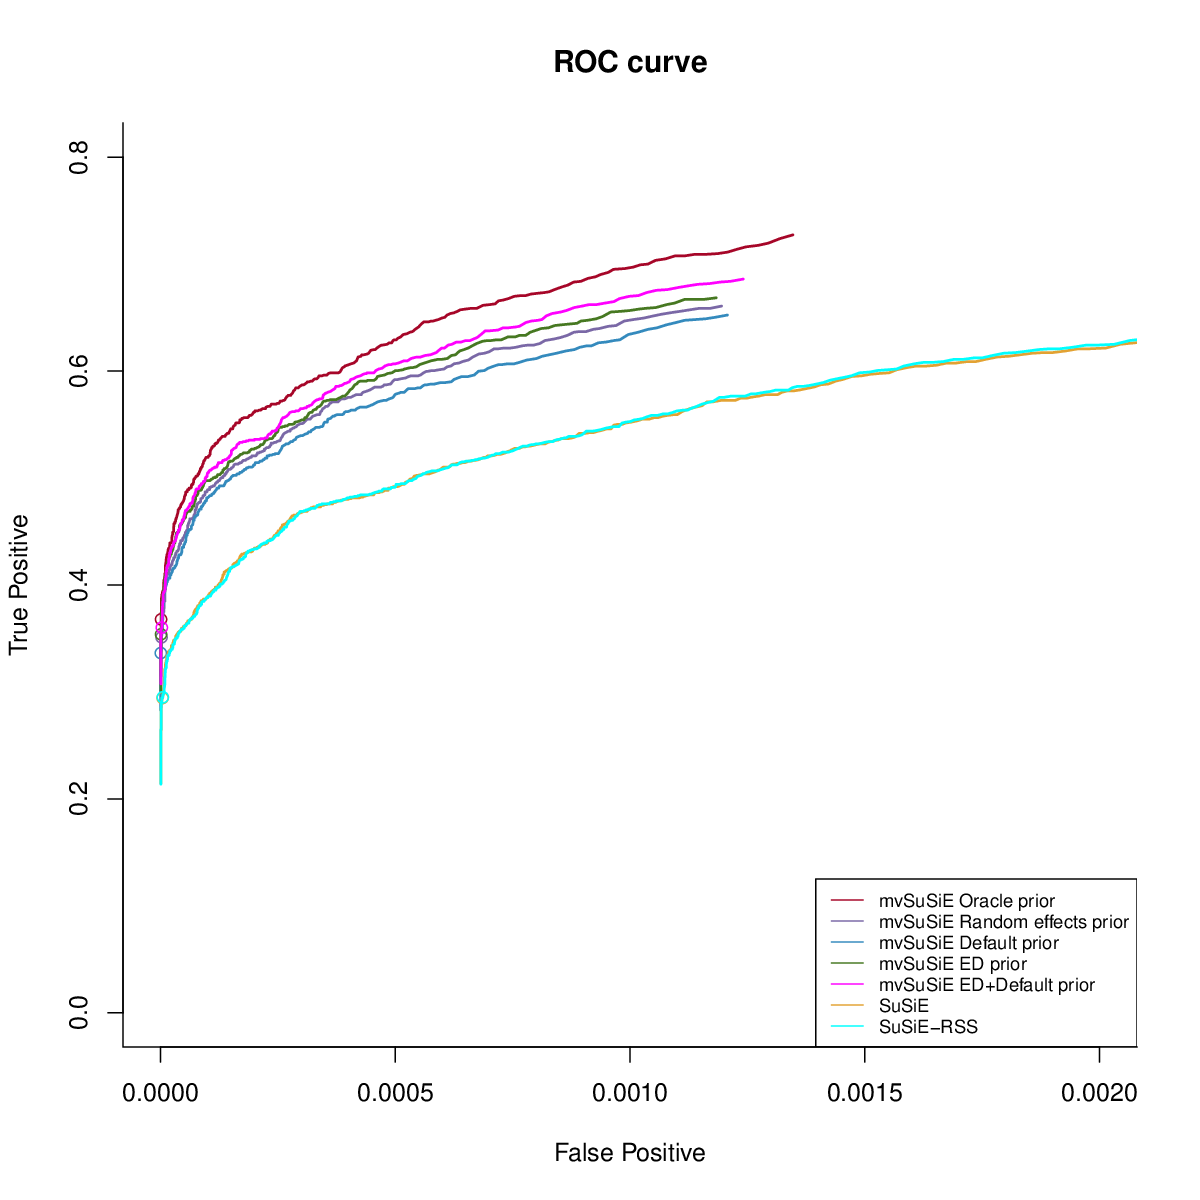 ROC curve
0.8
0.6
0.4
0.2
0.0
True Positive
mvSuSiE Oracle prior
mvSuSiE Random effects prior
mvSuSiE Default prior
mvSuSiE ED prior
mvSuSiE ED+Default prior
SuSiE
SuSiE−RSS
0.0000 0.0005 0.0010 0.0015 0.0020
False Positive